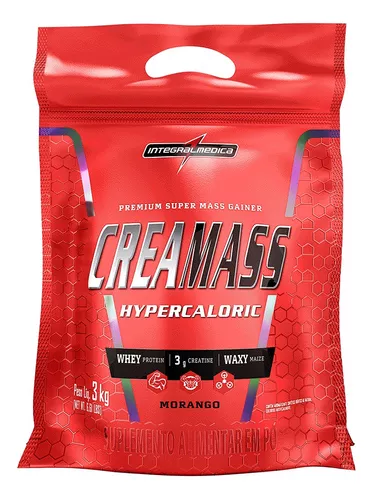 INTEGRALMEDICA
PREMIUM SUPER MASS GAINER
CREAMASS
HYPERCALORIC
WHEY PROTEIN | 3g CREATINE | WAXY MAIZE
Peso Líq. 3 kg
MORANGO
SUPLEMENTO ALIMENTAR EM PÓ